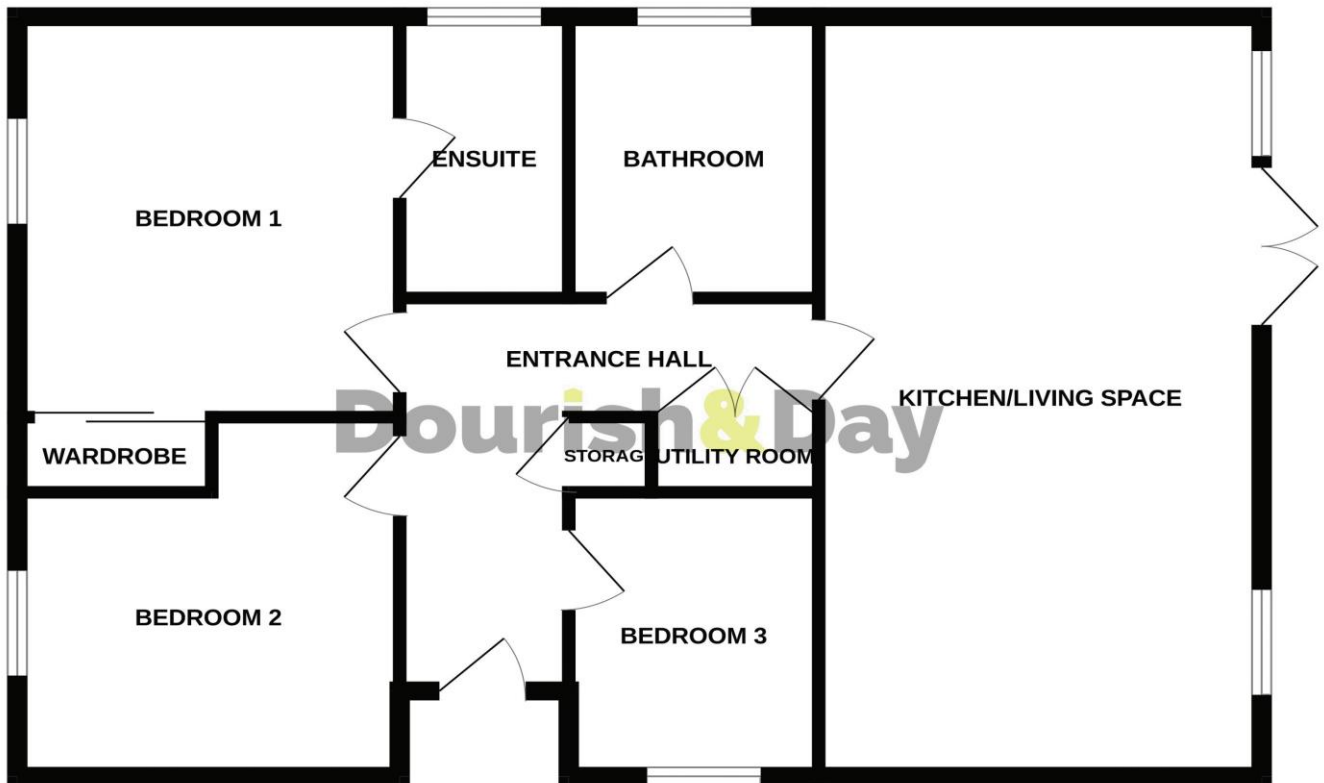 ENSUITE
BATHROOM
BEDROOM 1
ENTRANCE HALL
KITCHEN/LIVING SPACE
Dourish&Day
WARDROBE
STORAG
UTILITY ROOM
BEDROOM 2
BEDROOM 3